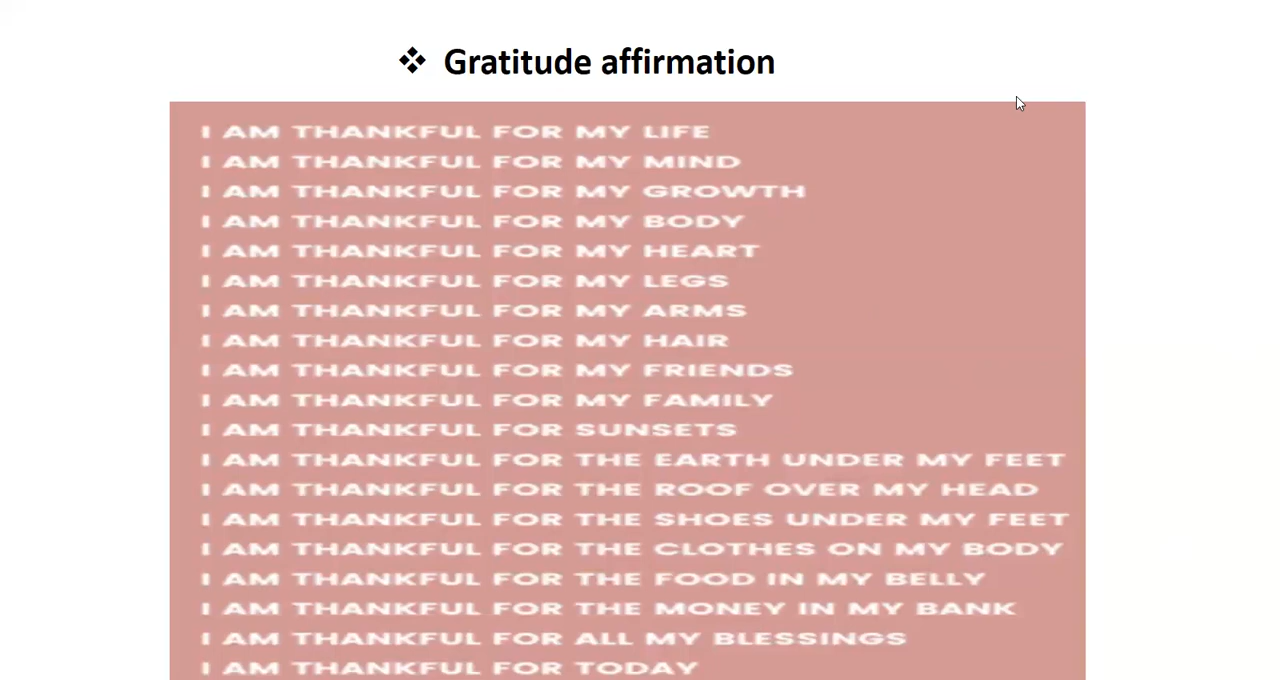 ❖ Gratitude affirmation
I AM THANKFUL FOR MY LIFE
I AM THANKFUL FOR MY MIND
I AM THANKFUL FOR MY GROWTH
I AM THANKFUL FOR MY BODY
I AM THANKFUL FOR MY HEART
I AM THANKFUL FOR MY LEGS
I AM THANKFUL FOR MY ARMS
I AM THANKFUL FOR MY HAIR
I AM THANKFUL FOR MY FRIENDS
I AM THANKFUL FOR MY FAMILY
I AM THANKFUL FOR SUNSETS
I AM THANKFUL FOR THE EARTH UNDER MY FEET
I AM THANKFUL FOR THE ROOF OVER MY HEAD
I AM THANKFUL FOR THE SHOES UNDER MY FEET
I AM THANKFUL FOR THE CLOTHES ON MY BODY
I AM THANKFUL FOR THE FOOD IN MY BELLY
I AM THANKFUL FOR THE MONEY IN MY BANK
I AM THANKFUL FOR ALL MY BLESSINGS
I AM THANKFUL FOR TODAY